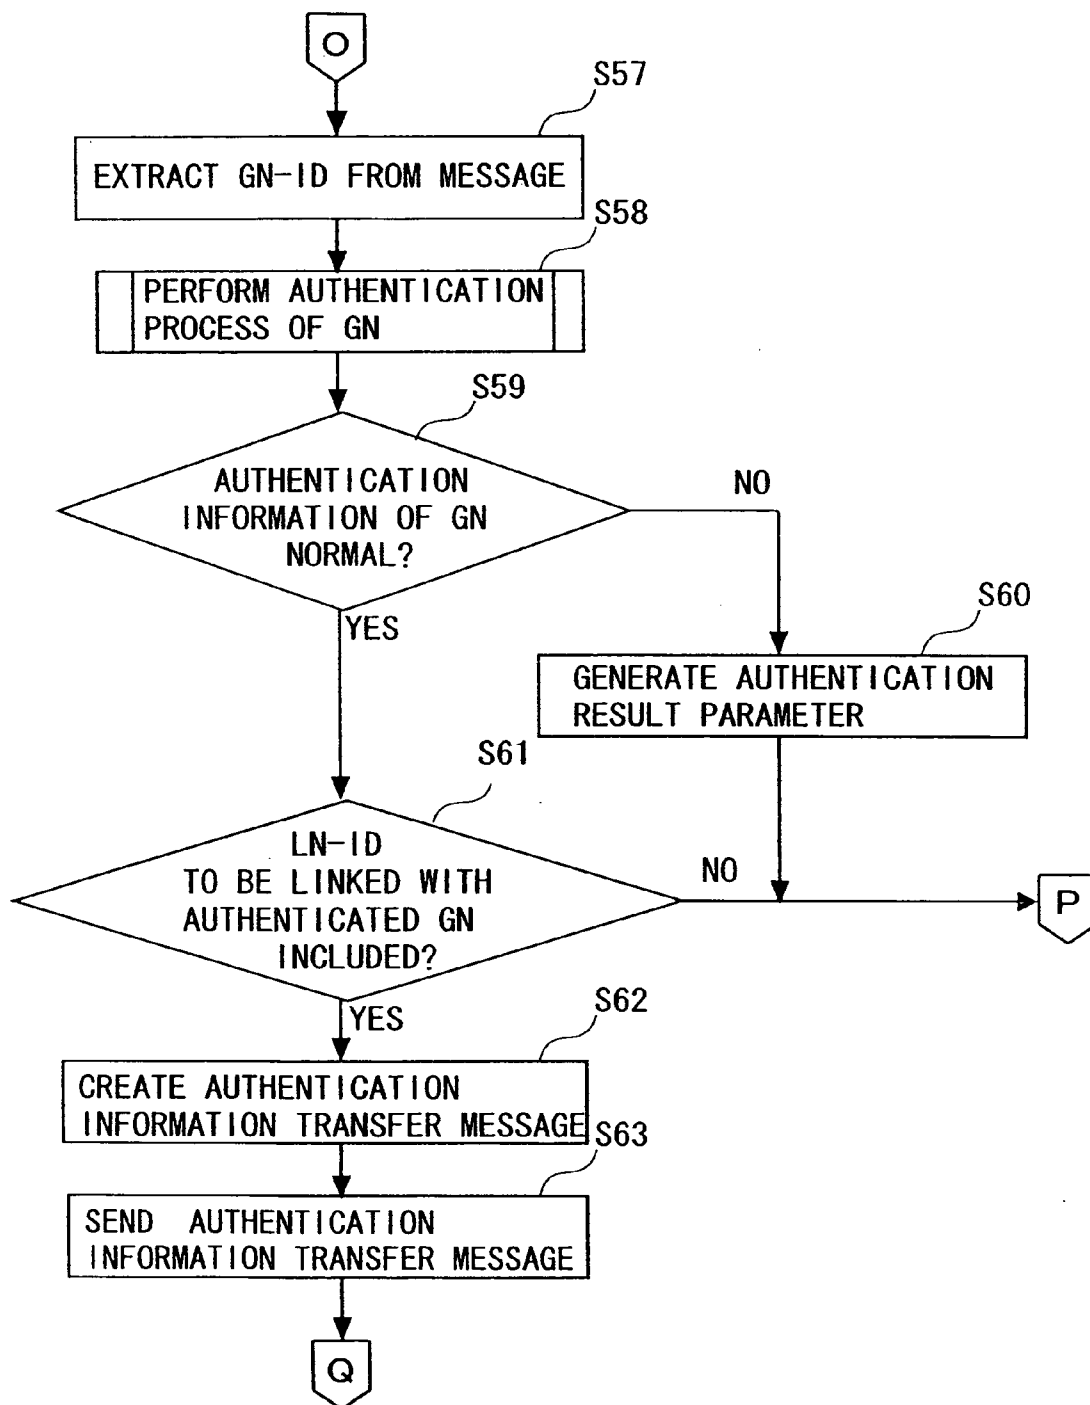 O
S57
EXTRACT GN-ID FROM MESSAGE
S58
PERFORM AUTHENTICATION
PROCESS OF GN
S59
AUTHENTICATION
INFORMATION OF GN
NORMAL?
NO
YES
S60
GENERATE AUTHENTICATION
RESULT PARAMETER
S61
LN-ID
TO BE LINKED WITH
AUTHENTICATED GN
INCLUDED?
NO
P
YES
S62
CREATE AUTHENTICATION
INFORMATION TRANSFER MESSAGE
S63
SEND AUTHENTICATION
INFORMATION TRANSFER MESSAGE
Q